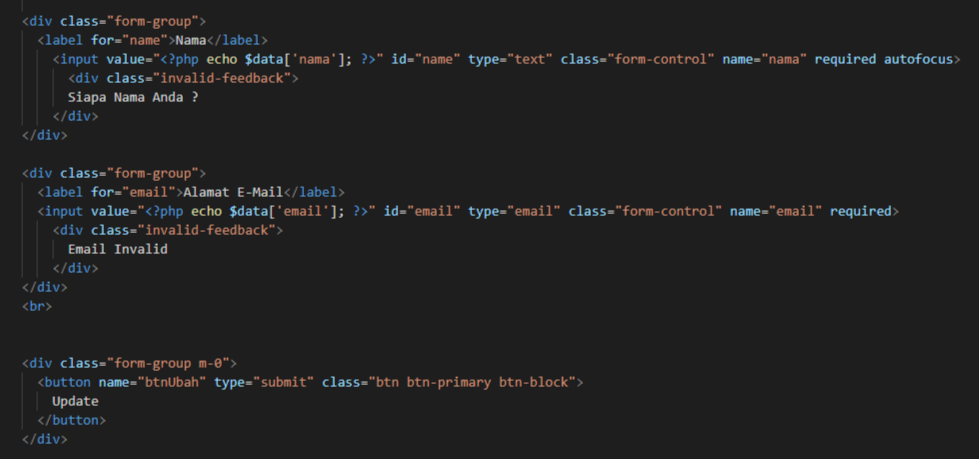 <div class="form-group">
<label for="name">Nama</label>
<input value="<?php echo $data['nama']; ?>" id="name" type="text" class="form-control" name="nama" required autofocus>
<div class="invalid-feedback">
Siapa Nama Anda ?
</div>
</div>
<div class="form-group">
<label for="email">Alamat E-Mail</label>
<input value="<?php echo $data['email']; ?>" id="email" type="email" class="form-control" name="email" required>
<div class="invalid-feedback">
Email Invalid
</div>
</div>
<br>
<div class="form-group m-0">
<button name="btnUbah" type="submit" class="btn btn-primary btn-block">
Update
</button>
</div>